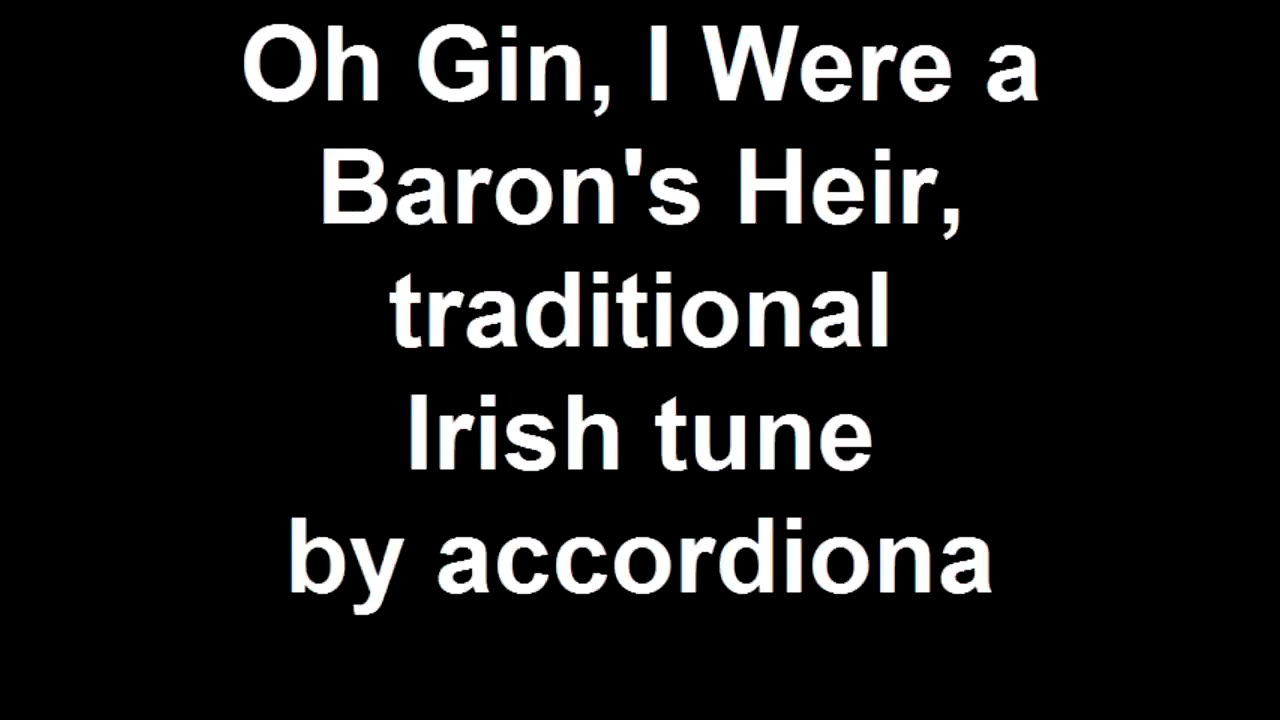 Oh Gin, I Were a
Baron's Heir,
traditional
Irish tune
by accordiona